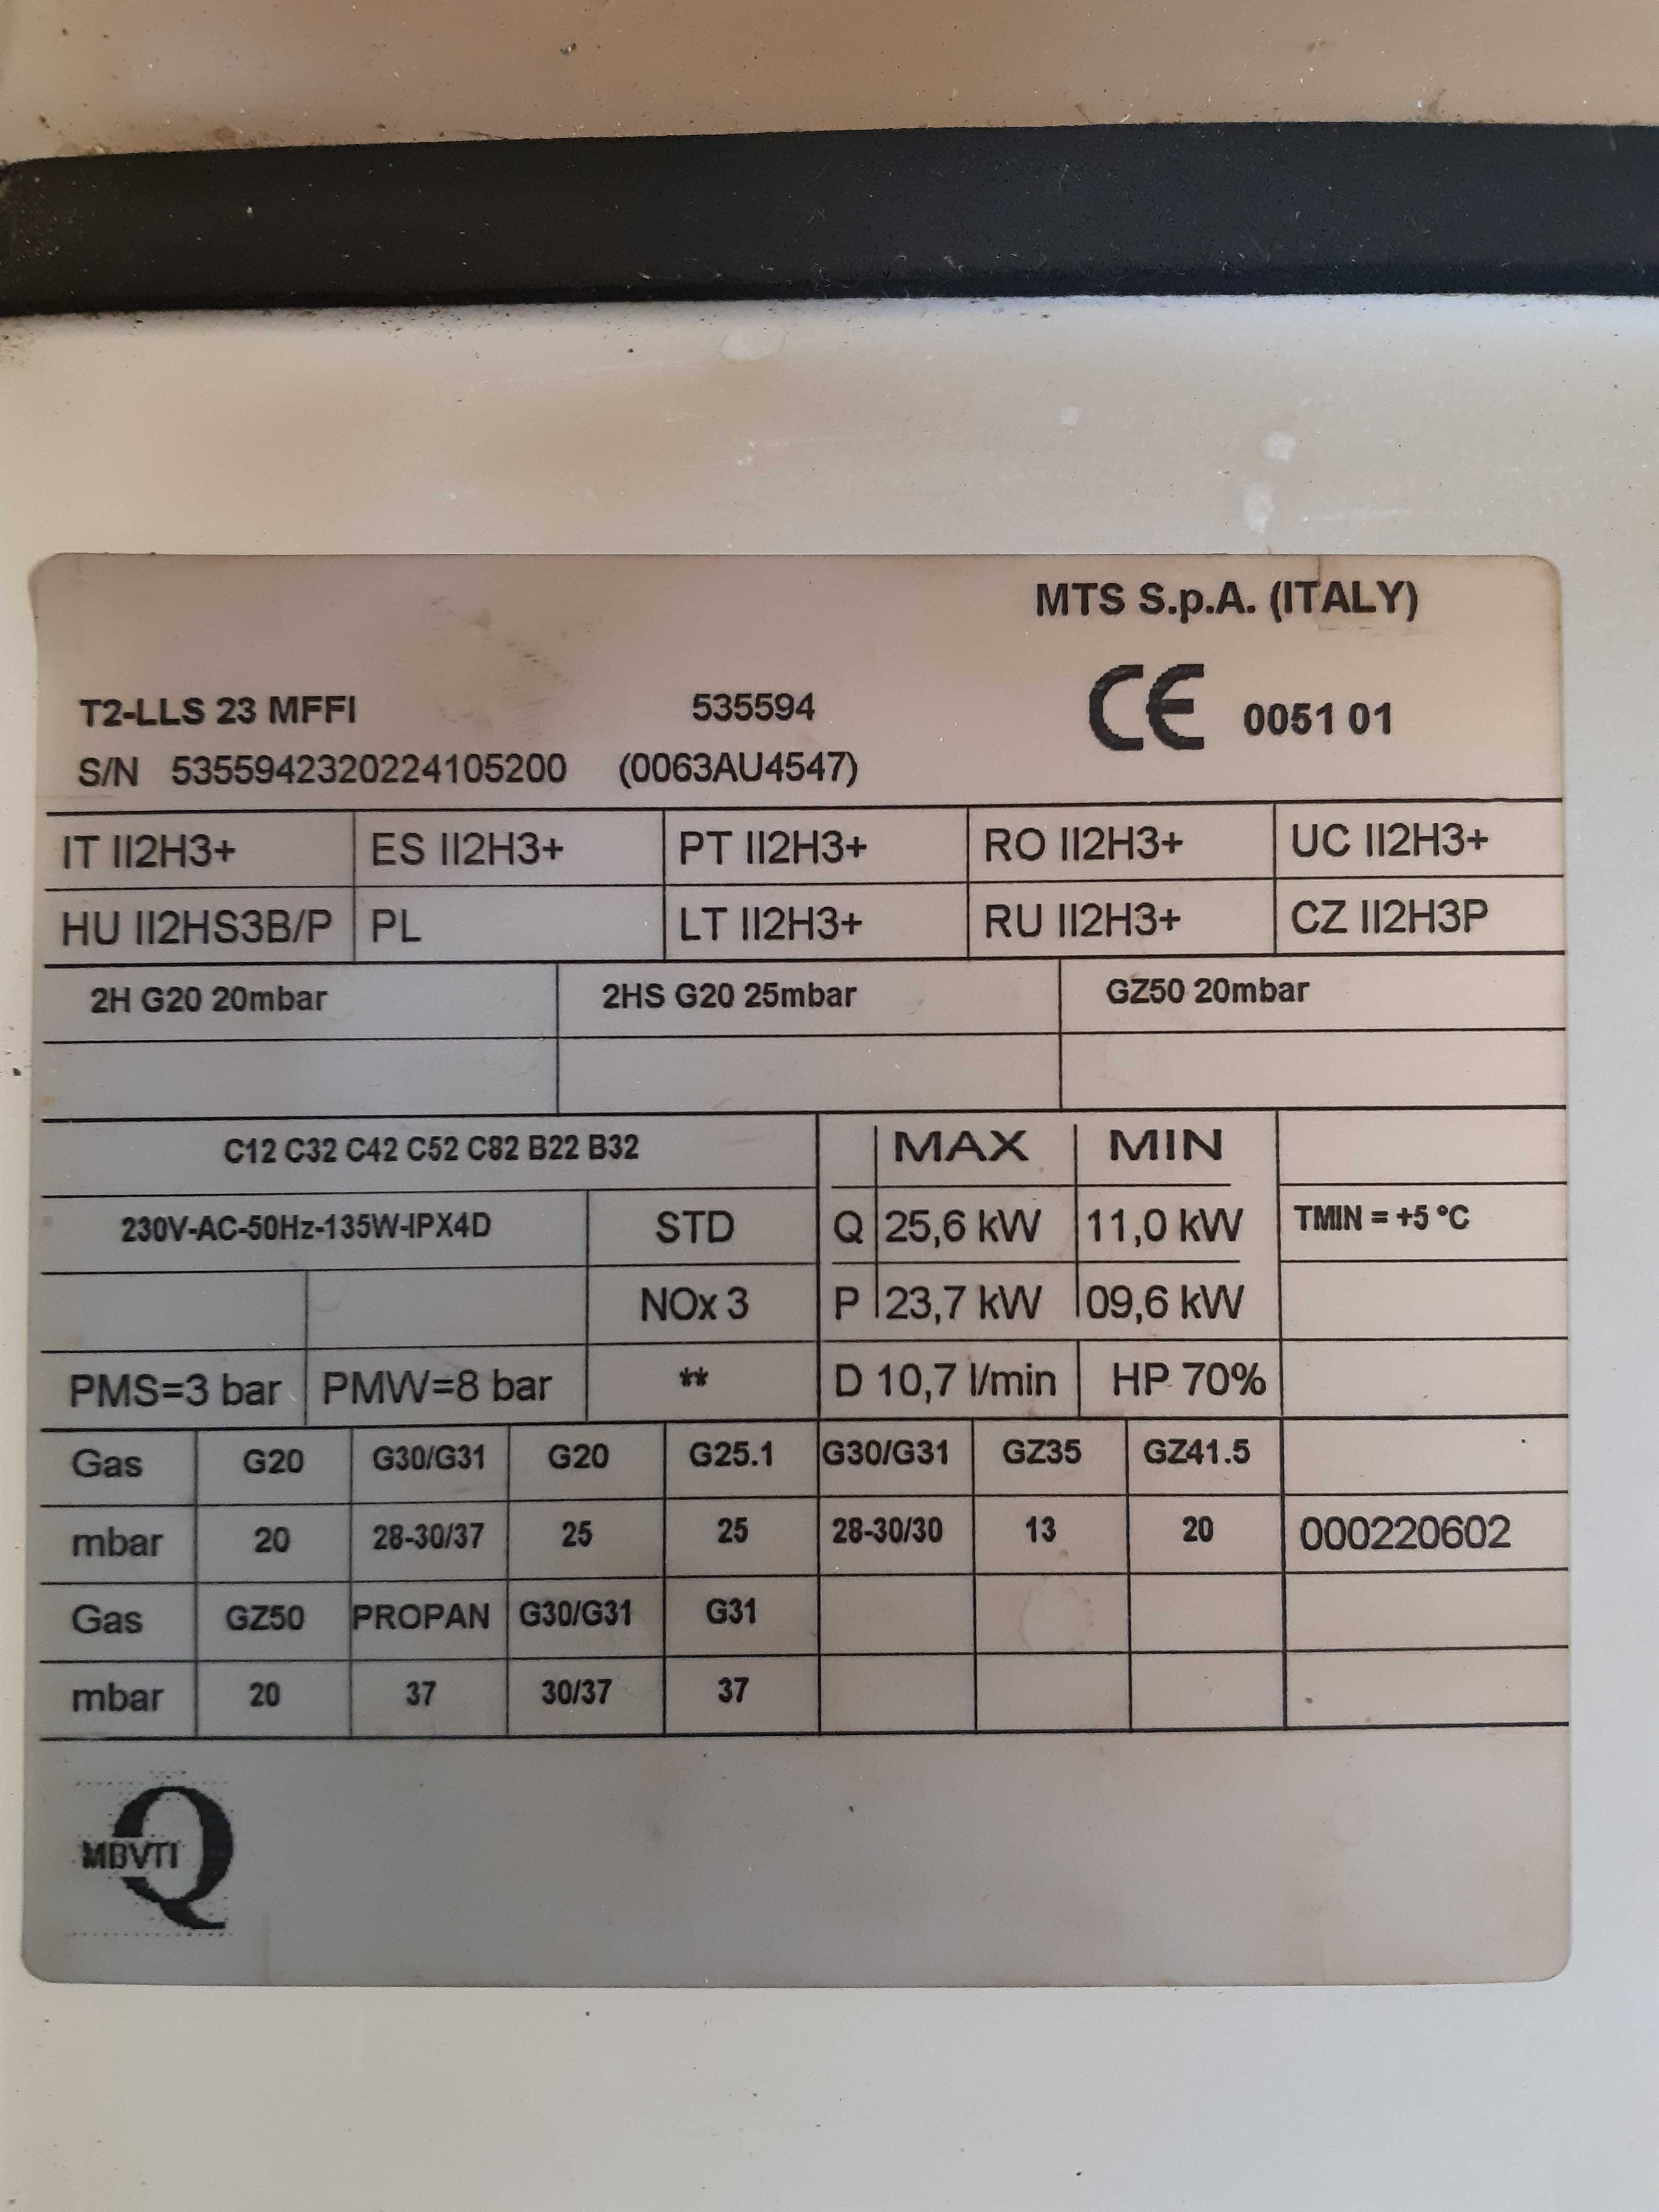 MTS S.p.A. (ITALY)
T2-LLS 23 MFFI 535594 CE 0051 01
S/N 5355942320224105200 (0063AU4547)
IT II2H3+ ES II2H3+ PT II2H3+ RO II2H3+ UC II2H3+
HU II2HS3B/P PL LT II2H3+ RU II2H3+ CZ II2H3P
2H G20 20mbar 2HS G20 25mbar GZ50 20mbar
C12 C32 C42 C52 C82 B22 B32 MAX MIN
230V-AC-50Hz-135W-IPX4D STD Q 25,6 kW 11,0 kW TMIN = +5 °C
NOx 3 P 23,7 kW 09,6 kW
PMS=3 bar PMW=8 bar ** D 10,7 l/min HP 70%
Gas G20 G30/G31 G20 G25.1 G30/G31 GZ35 GZ41.5
mbar 20 28-30/37 25 25 28-30/30 13 20 000220602
Gas GZ50 PROPAN G30/G31 G31
mbar 20 37 30/37 37
Q
MBVTI